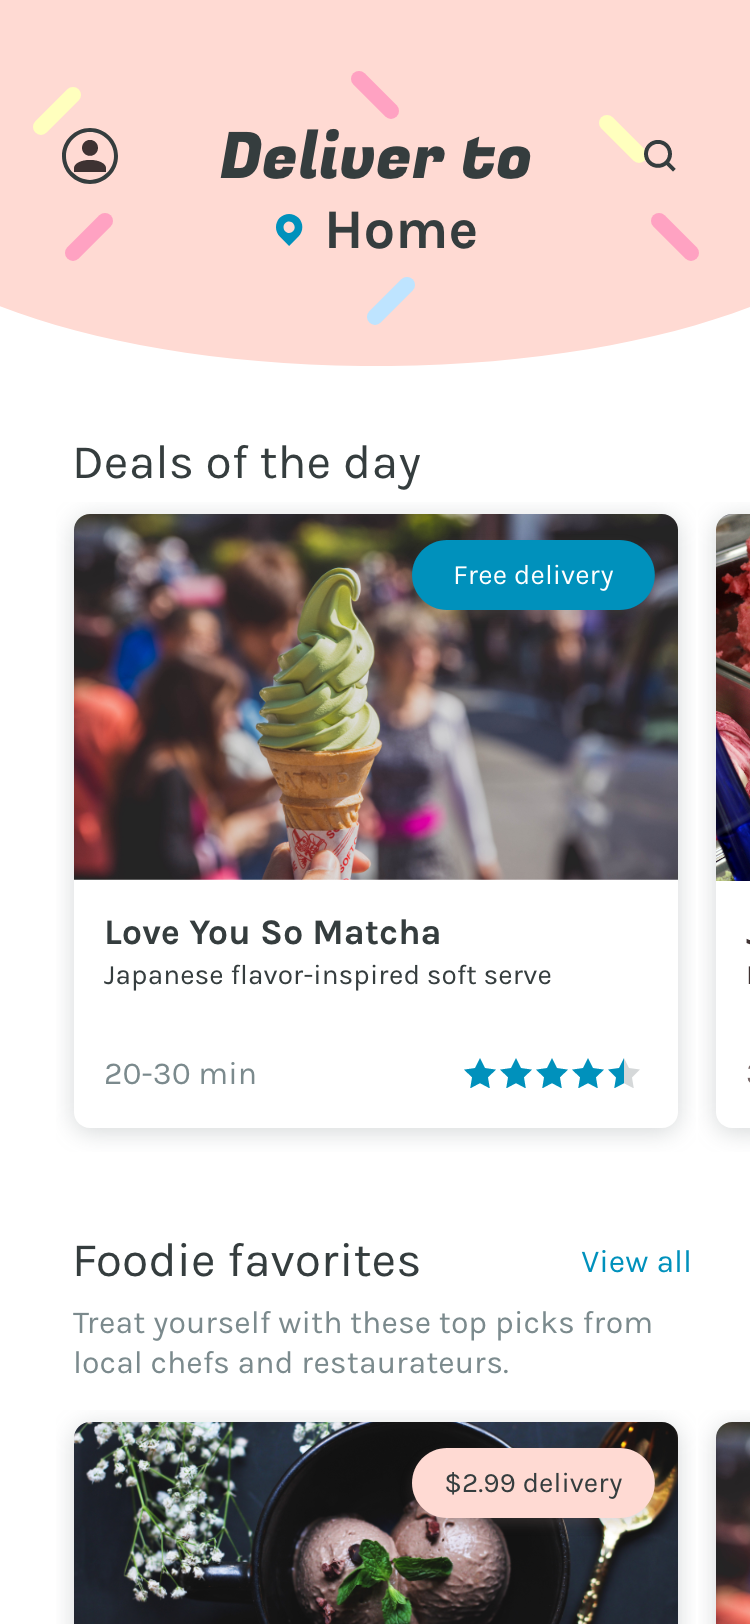 Deliver to
Home
Deals of the day
Free delivery
Love You So Matcha
Japanese flavor-inspired soft serve
20-30 min
Foodie favorites
View all
Treat yourself with these top picks from
local chefs and restaurateurs.
$2.99 delivery